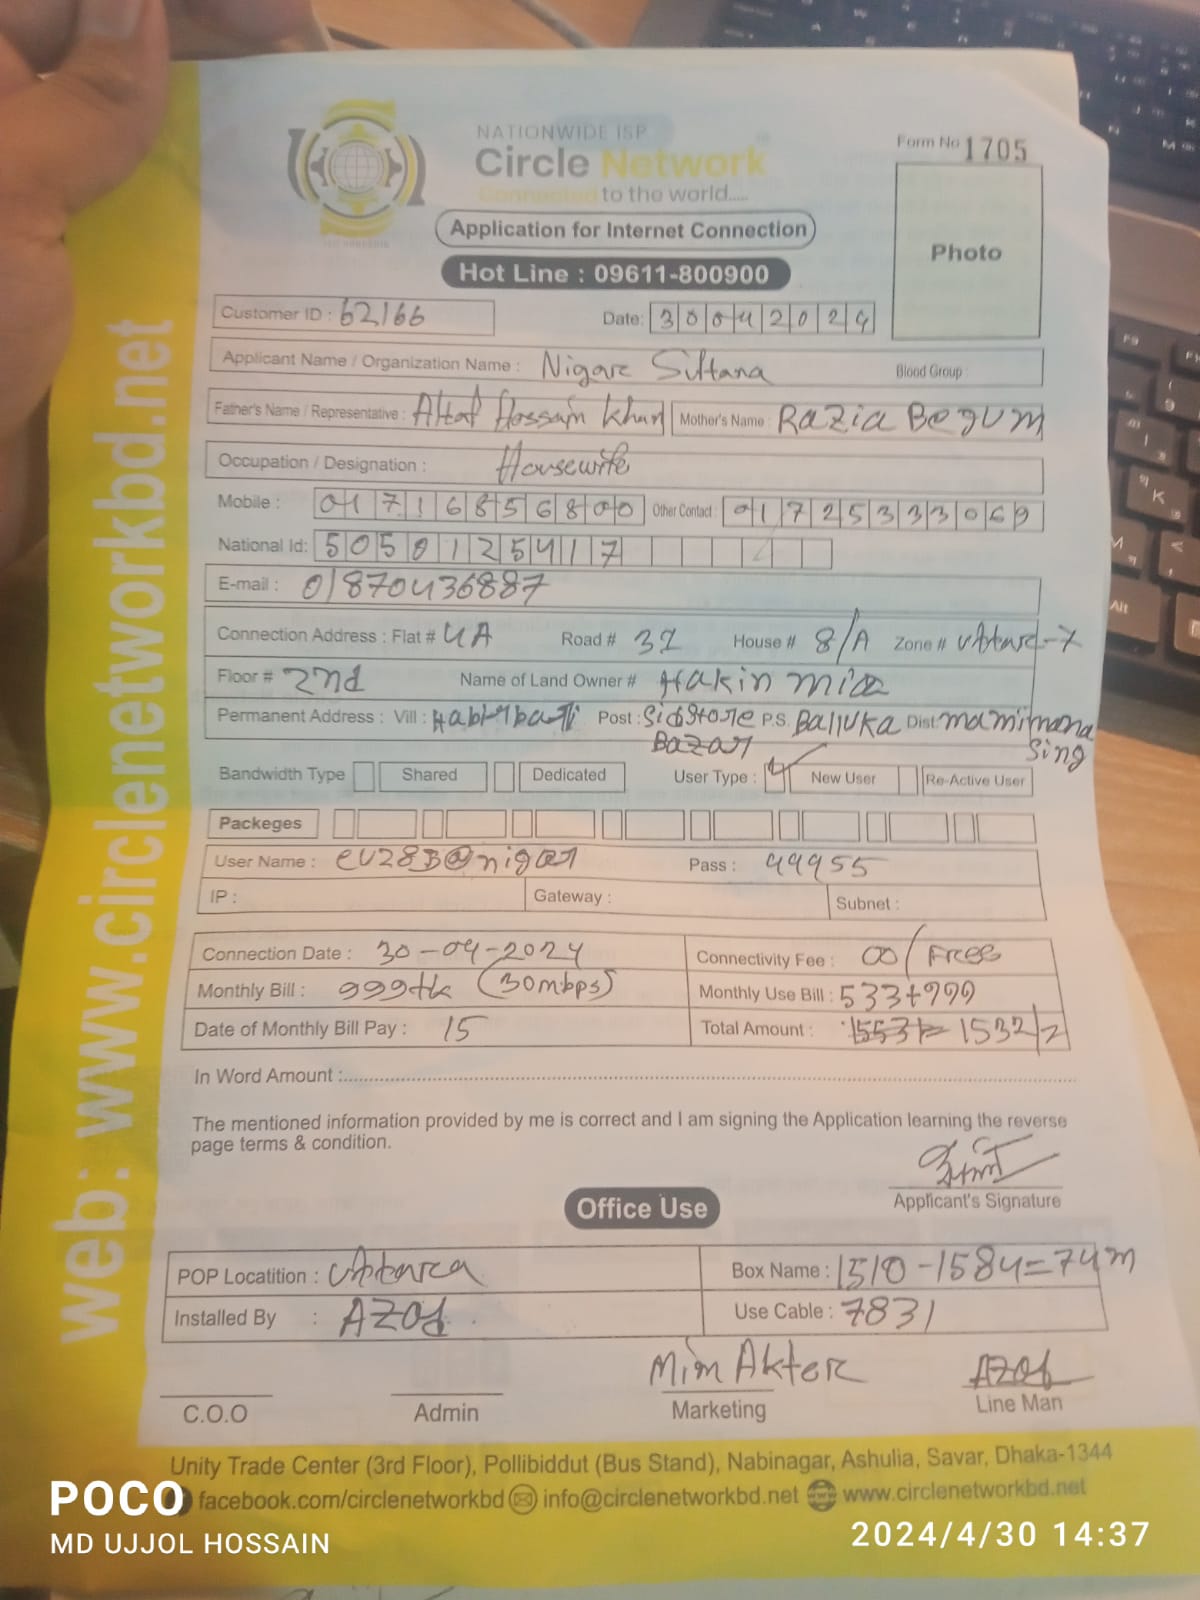 web: www.circlenetworkbd.net
NATIONWIDE ISP
Circle Network
Connected to the world.....
Form No 1705
Application for Internet Connection
Photo
Hot Line : 09611-800900
Customer ID : 62166 Date: 30042024
Applicant Name / Organization Name : Nigar Sultana Blood Group
Father's Name / Representative : Altaf Hossain Khan Mother's Name : Razia Begum
Occupation / Designation : Housewife
Mobile : 01716856800 Other Contact : 01725333069
National Id: 5050125417
E-mail : 01870436887
Connection Address : Flat # 4A Road # 31 House # 8/A Zone # uttara-7
Floor # 2nd Name of Land Owner # Hakin mia
Permanent Address : Vill : Post : Sidstore Bazar P.S. Balluka Dist: mamimana Sing
Bandwidth Type Shared Dedicated User Type : New User Re-Active User
Packeges
User Name : eu28B@nigar Pass : 49955
IP : Gateway : Subnet :
Connection Date : 30-04-2024 Connectivity Fee : 00/Free
Monthly Bill : 999tk (30mbps) Monthly Use Bill : 533+999
Date of Monthly Bill Pay : 15 Total Amount : 1532/=
In Word Amount :
The mentioned information provided by me is correct and I am signing the Application learning the reverse
page terms & condition.
Applicant's Signature
Office Use
POP Locatition : uttara Box Name : 1510-1584=74m
Installed By : AZad Use Cable : 7831
Mim Akter AZad
C.O.O Admin Marketing Line Man
Unity Trade Center (3rd Floor), Pollibiddut (Bus Stand), Nabinagar, Ashulia, Savar, Dhaka-1344
facebook.com/circlenetworkbd info@circlenetworkbd.net www.circlenetworkbd.net
POCO
MD UJJOL HOSSAIN
2024/4/30 14:37